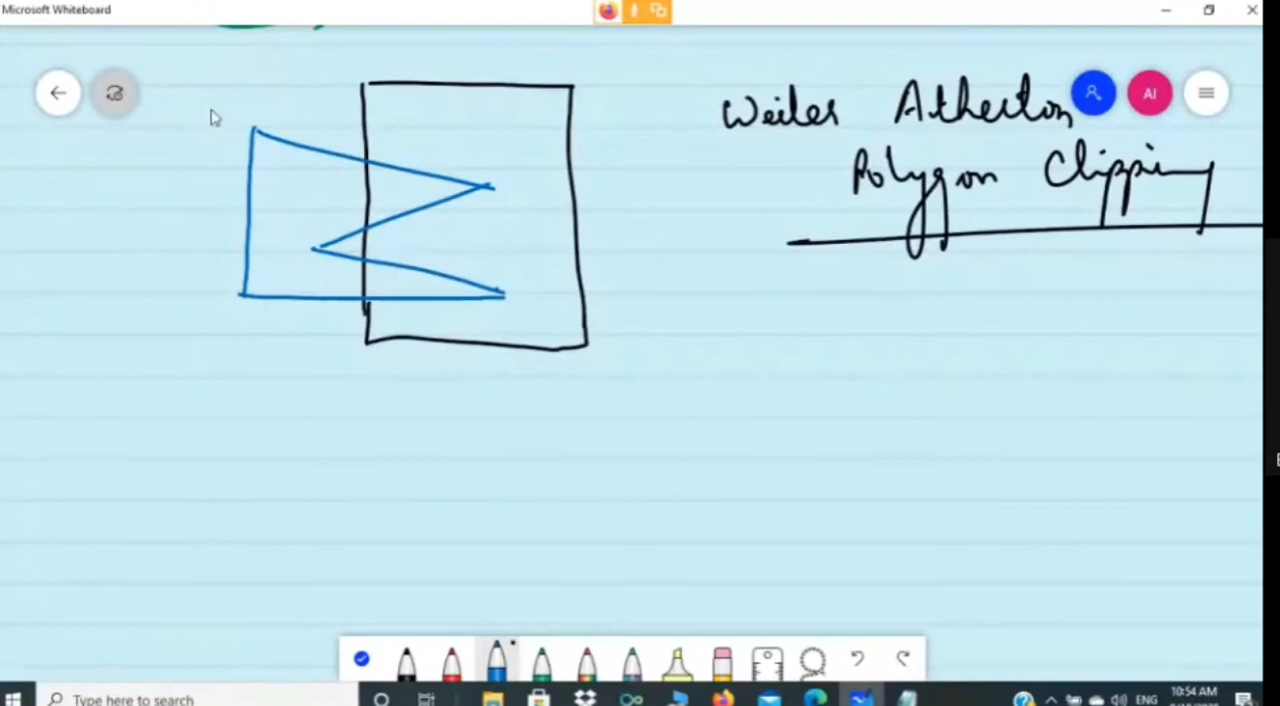 Microsoft Whiteboard
AI
Weiler Atherton
Polygon Clipping
Type here to search
ENG
10:54 AM